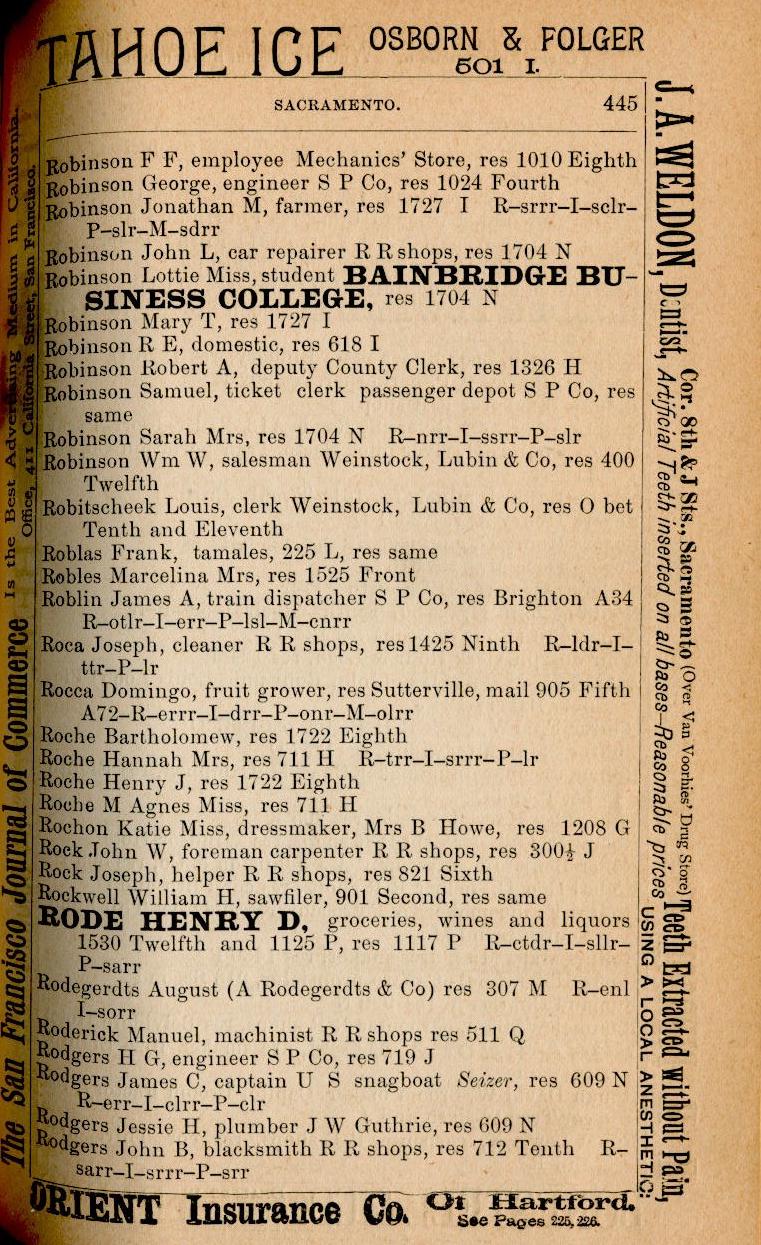 TAHOE ICE OSBORN & FOLGER
501 I.
SACRAMENTO. 445
Robinson F F, employee Mechanics' Store, res 1010 Eighth
Robinson George, engineer S P Co, res 1024 Fourth
Robinson Jonathan M, farmer, res 1727 I R–srrr–I–sclr–
P–slr–M–sdrr
Robinson John L, car repairer R R shops, res 1704 N
Robinson Lottie Miss, student BAINBRIDGE BU-
SINESS COLLEGE, res 1704 N
Robinson Mary T, res 1727 I
Robinson R E, domestic, res 618 I
Robinson Robert A, deputy County Clerk, res 1326 H
Robinson Samuel, ticket clerk passenger depot S P Co, res
same
Robinson Sarah Mrs, res 1704 N R–nrr–I–ssrr–P–slr
Robinson Wm W, salesman Weinstock, Lubin & Co, res 400
Twelfth
Robitscheek Louis, clerk Weinstock, Lubin & Co, res O bet
Tenth and Eleventh
Roblas Frank, tamales, 225 L, res same
Robles Marcelina Mrs, res 1525 Front
Roblin James A, train dispatcher S P Co, res Brighton A34
R–otlr–I–err–P–lsl–M–cnrr
Roca Joseph, cleaner R R shops, res 1425 Ninth R–ldr–I–
ttr–P–lr
Rocca Domingo, fruit grower, res Sutterville, mail 905 Fifth
A72–R–errr–I–drr–P–onr–M–olrr
Roche Bartholomew, res 1722 Eighth
Roche Hannah Mrs, res 711 H R–trr–I–srrr–P–lr
Roche Henry J, res 1722 Eighth
Roche M Agnes Miss, res 711 H
Rochon Katie Miss, dressmaker, Mrs B Howe, res 1208 G
Rock John W, foreman carpenter R R shops, res 300½ J
Rock Joseph, helper R R shops, res 821 Sixth
Rockwell William H, sawfiler, 901 Second, res same
RODE HENRY D, groceries, wines and liquors
1530 Twelfth and 1125 P, res 1117 P R–ctdr–I–sllr–
P–sarr
Rodegerdts August (A Rodegerdts & Co) res 307 M R–enl
I–sorr
Roderick Manuel, machinist R R shops res 511 Q
Rodgers H G, engineer S P Co, res 719 J
Rodgers James C, captain U S snagboat Seizer, res 609 N
R–err–I–clrr–P–clr
Rodgers Jessie H, plumber J W Guthrie, res 609 N
Rodgers John B, blacksmith R R shops, res 712 Tenth R–
sarr–I–srrr–P–srr
ORIENT Insurance Co. Of Hartford.
See Pages 225, 226.
The San Francisco Journal of Commerce Is the Best Advertising Medium in California.
Office, 411 California Street, San Francisco.
J. A. WELDON, Dentist, Cor. 8th & J Sts., Sacramento (Over Van Voorhies' Drug Store) Teeth Extracted without Pain,
Artificial Teeth inserted on all bases—Reasonable prices USING A LOCAL ANESTHETIC.